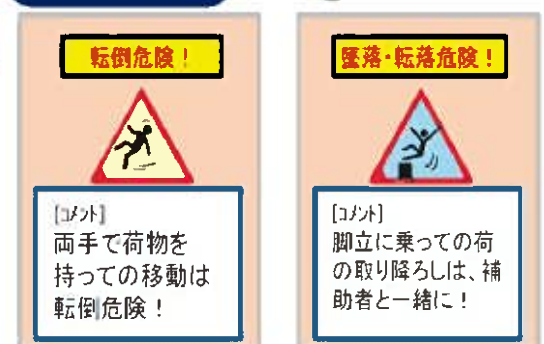 転倒危険！
[コメント]
両手で荷物を
持っての移動は
転倒危険！
墜落・転落危険！
[コメント]
脚立に乗っての荷
の取り降ろしは、補
助者と一緒に！